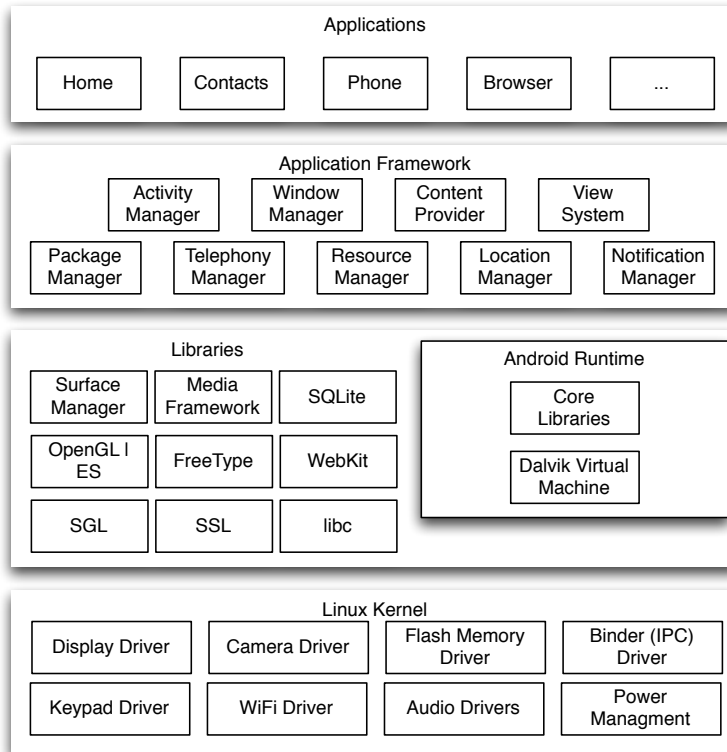 Applications
Home
Contacts
Phone
Browser
...
Application Framework
Activity
Manager
Window
Manager
Content
Provider
View
System
Package
Manager
Telephony
Manager
Resource
Manager
Location
Manager
Notification
Manager
Libraries
Surface
Manager
Media
Framework
SQLite
OpenGL |
ES
FreeType
WebKit
SGL
SSL
libc
Android Runtime
Core
Libraries
Dalvik Virtual
Machine
Linux Kernel
Display Driver
Camera Driver
Flash Memory
Driver
Binder (IPC)
Driver
Keypad Driver
WiFi Driver
Audio Drivers
Power
Managment